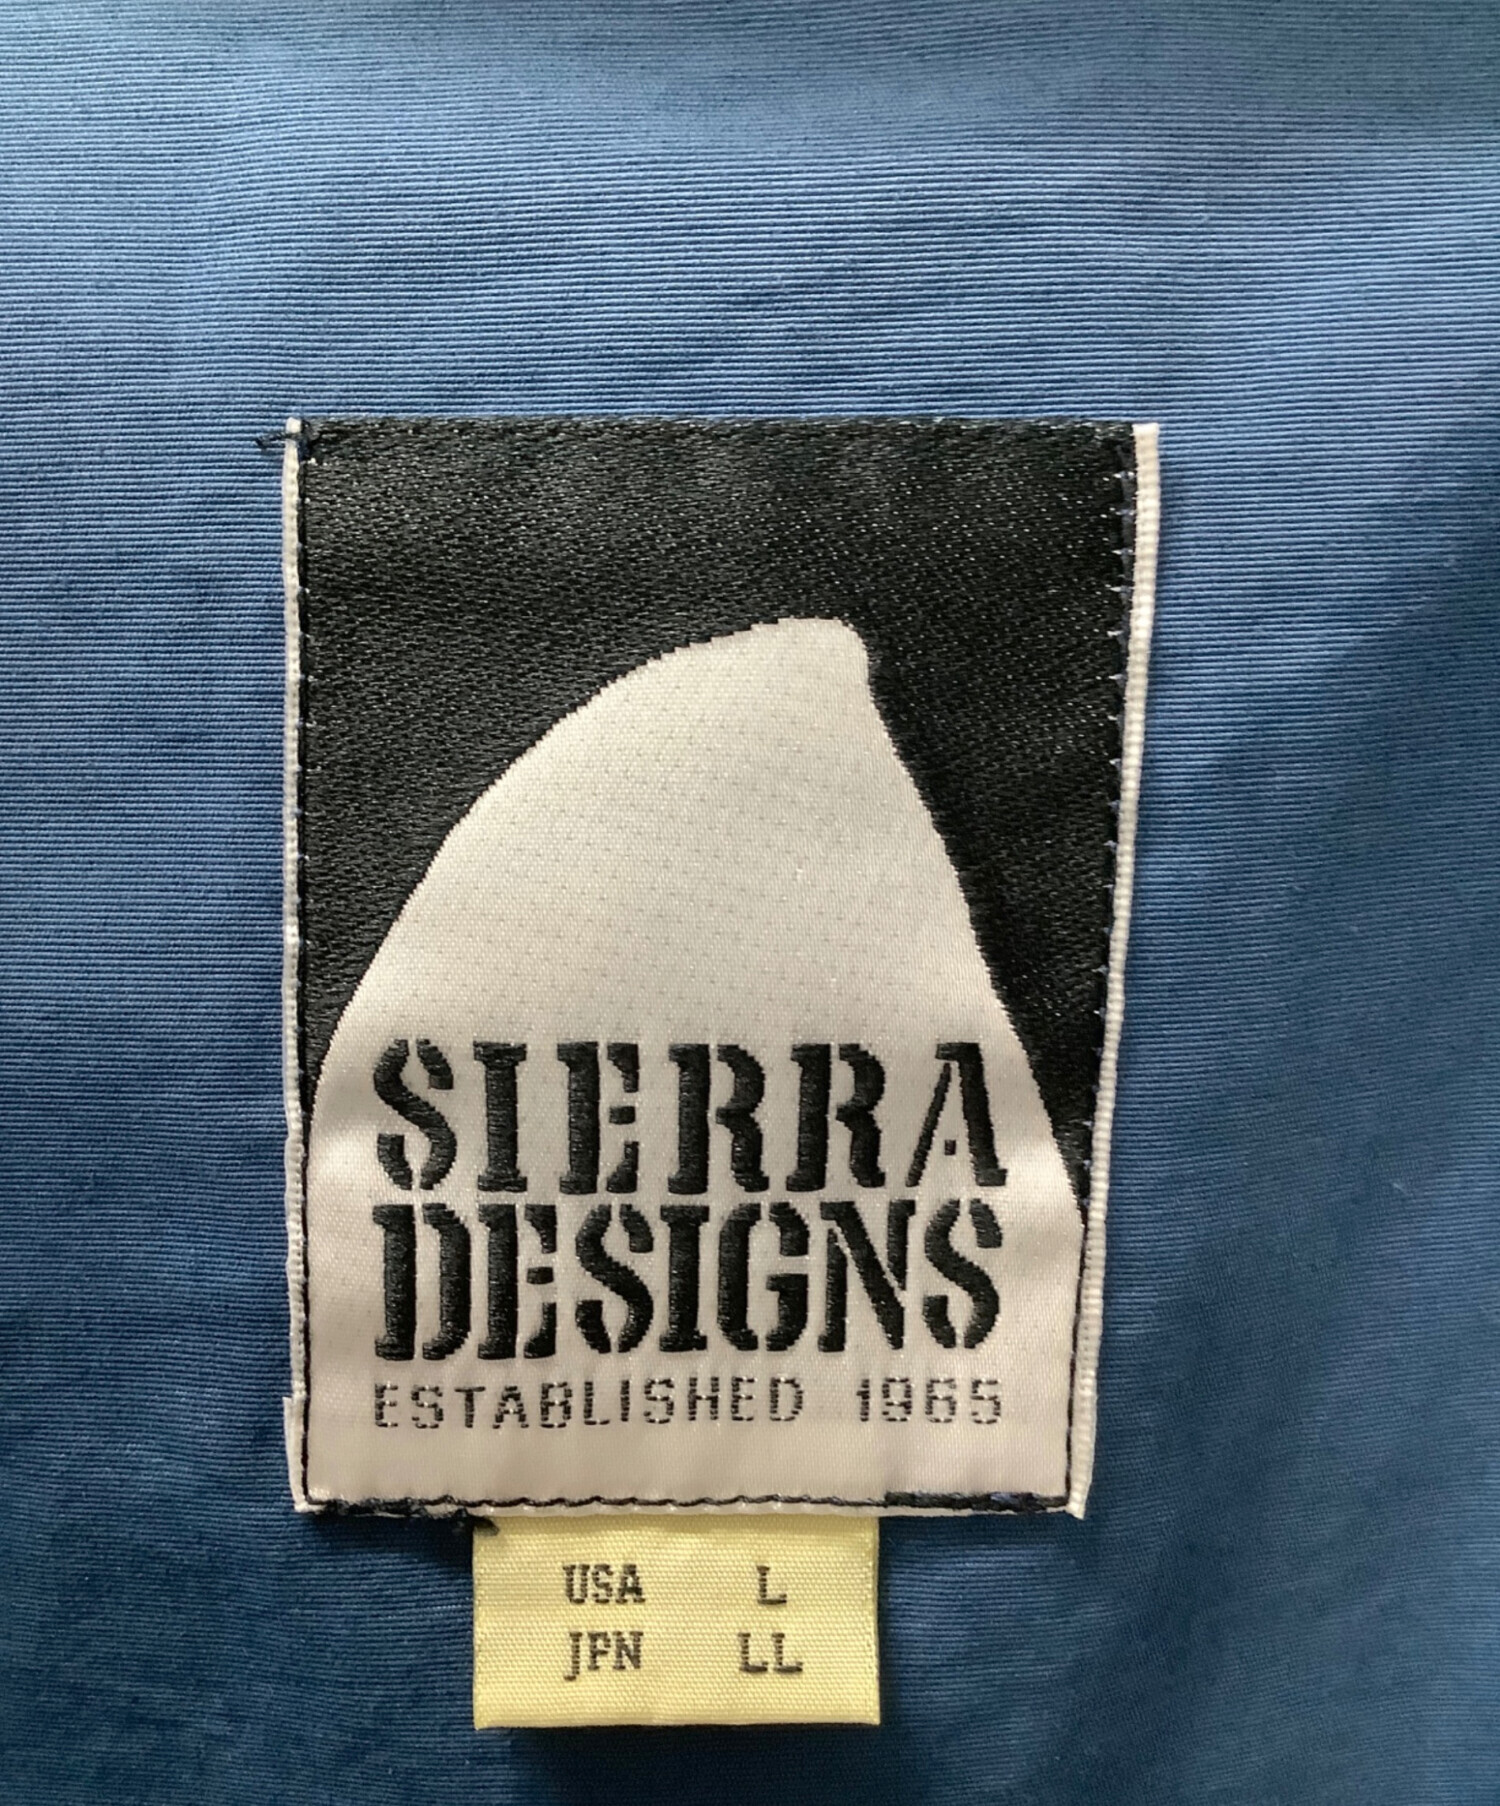 SIERRA
DESIGNS
ESTABLISHED 1965
USA L
JPN LL